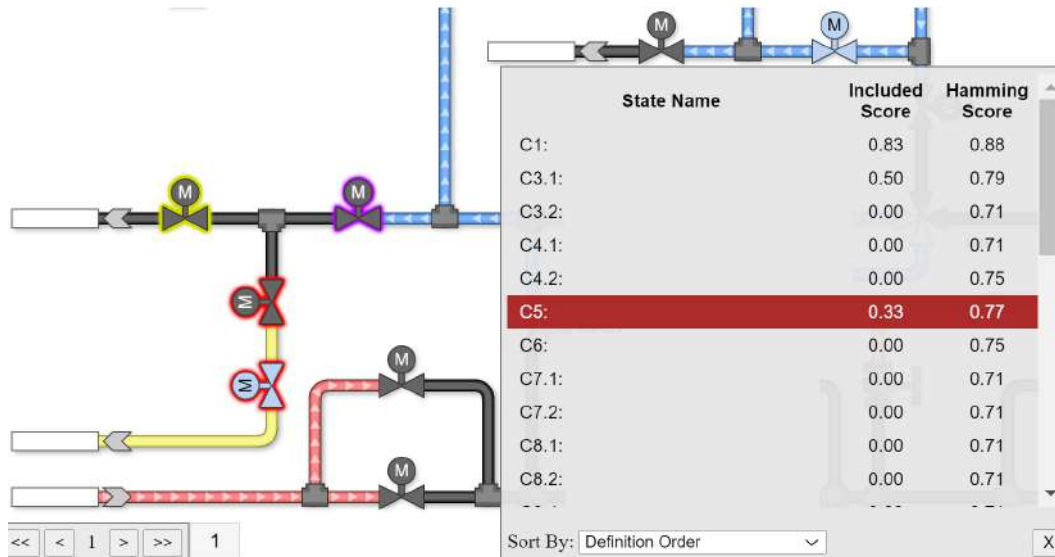 M
M
State Name Included Score Hamming Score
C1: 0.83 0.88
C3.1: 0.50 0.79
C3.2: 0.00 0.71
C4.1: 0.00 0.71
C4.2: 0.00 0.75
C5: 0.33 0.77
C6: 0.00 0.75
C7.1: 0.00 0.71
C7.2: 0.00 0.71
C8.1: 0.00 0.71
C8.2: 0.00 0.71
M
M
M
M
M
M
<< < 1 > >> 1
Sort By: Definition Order X